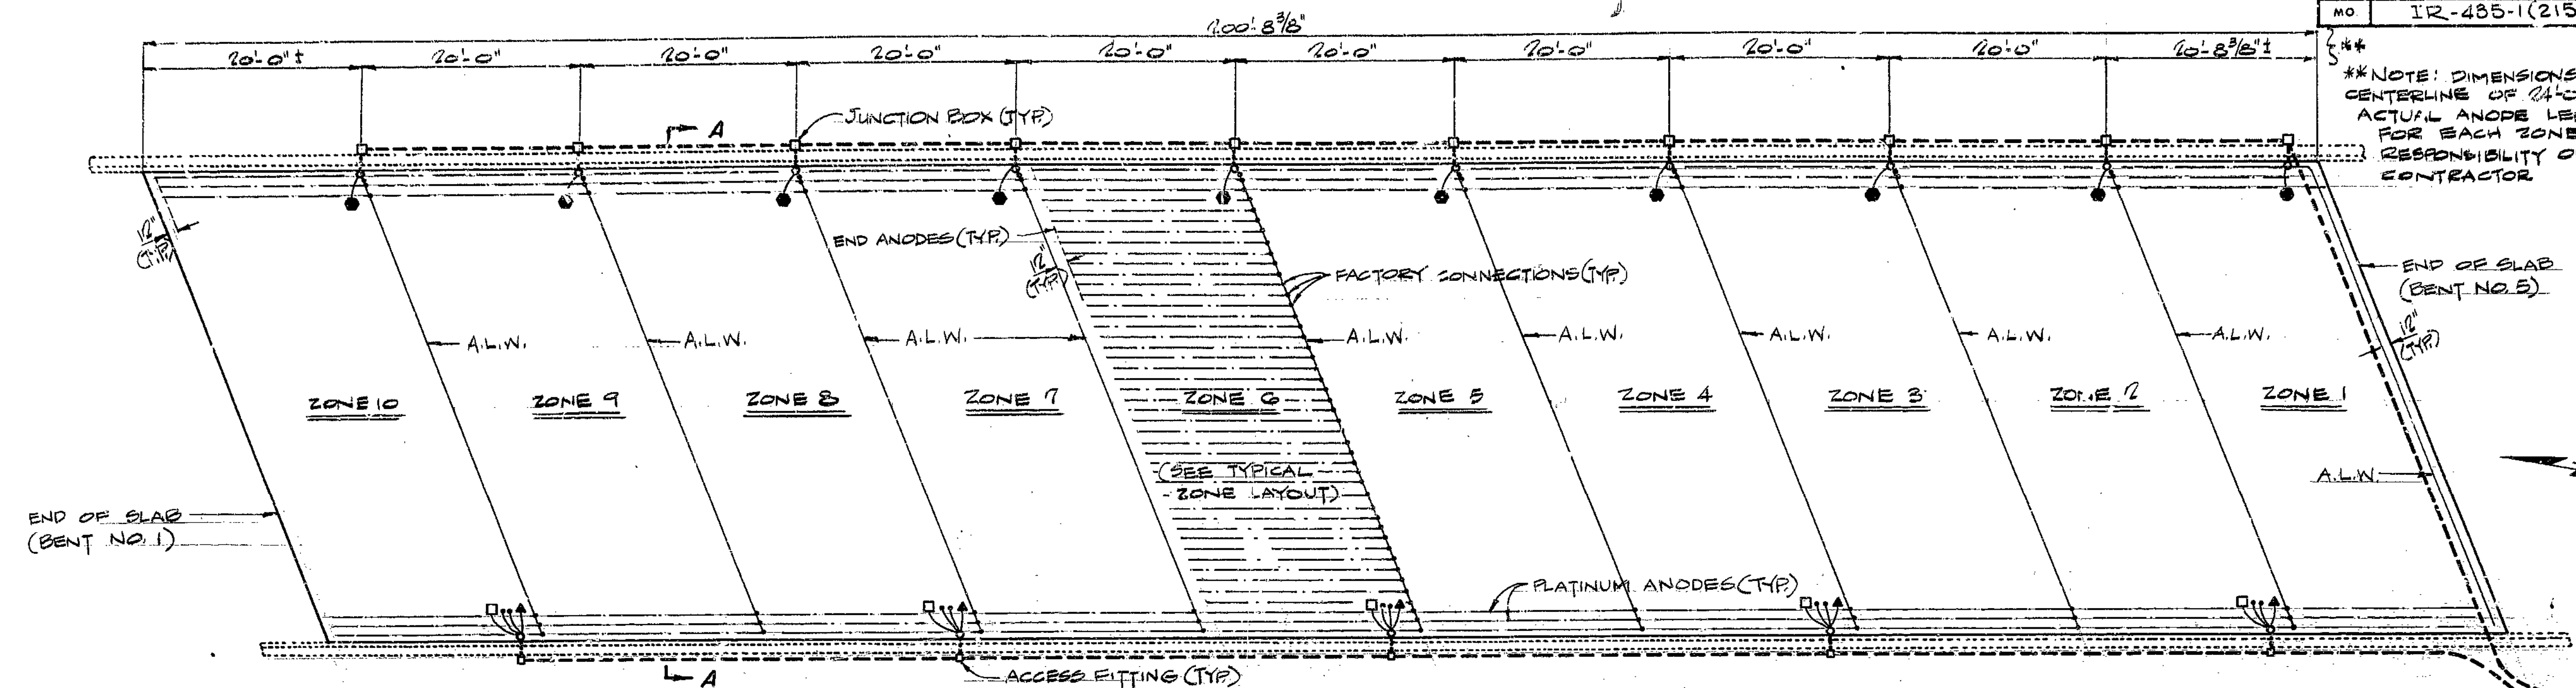 MO. IR-435-1(215
200'-8 3/8"
20'-0"± 20'-0" 20'-0" 20'-0" 20'-0" 20'-0" 20'-0" 20'-0" 20'-0" 20'-8 3/8"±
**
**NOTE: DIMENSIONS
CENTERLINE OF 24'-0
ACTUAL ANODE LE
FOR EACH ZONE
RESPONSIBILITY O
CONTRACTOR
JUNCTION BOX (TYP.)
A
12"
(TYP.)
END ANODES (TYP.)
12"
(TYP.)
FACTORY CONNECTIONS (TYP.)
END OF SLAB
(BENT NO. 5)
12"
(TYP.)
A.L.W. A.L.W. A.L.W. A.L.W. A.L.W. A.L.W. A.L.W. A.L.W.
ZONE 10 ZONE 9 ZONE 8 ZONE 7 ZONE 6 ZONE 5 ZONE 4 ZONE 3 ZONE 2 ZONE 1
(SEE TYPICAL
ZONE LAYOUT)
A.L.W.
END OF SLAB
(BENT NO. 1)
PLATINUM ANODES (TYP.)
A
ACCESS FITTING (TYP.)